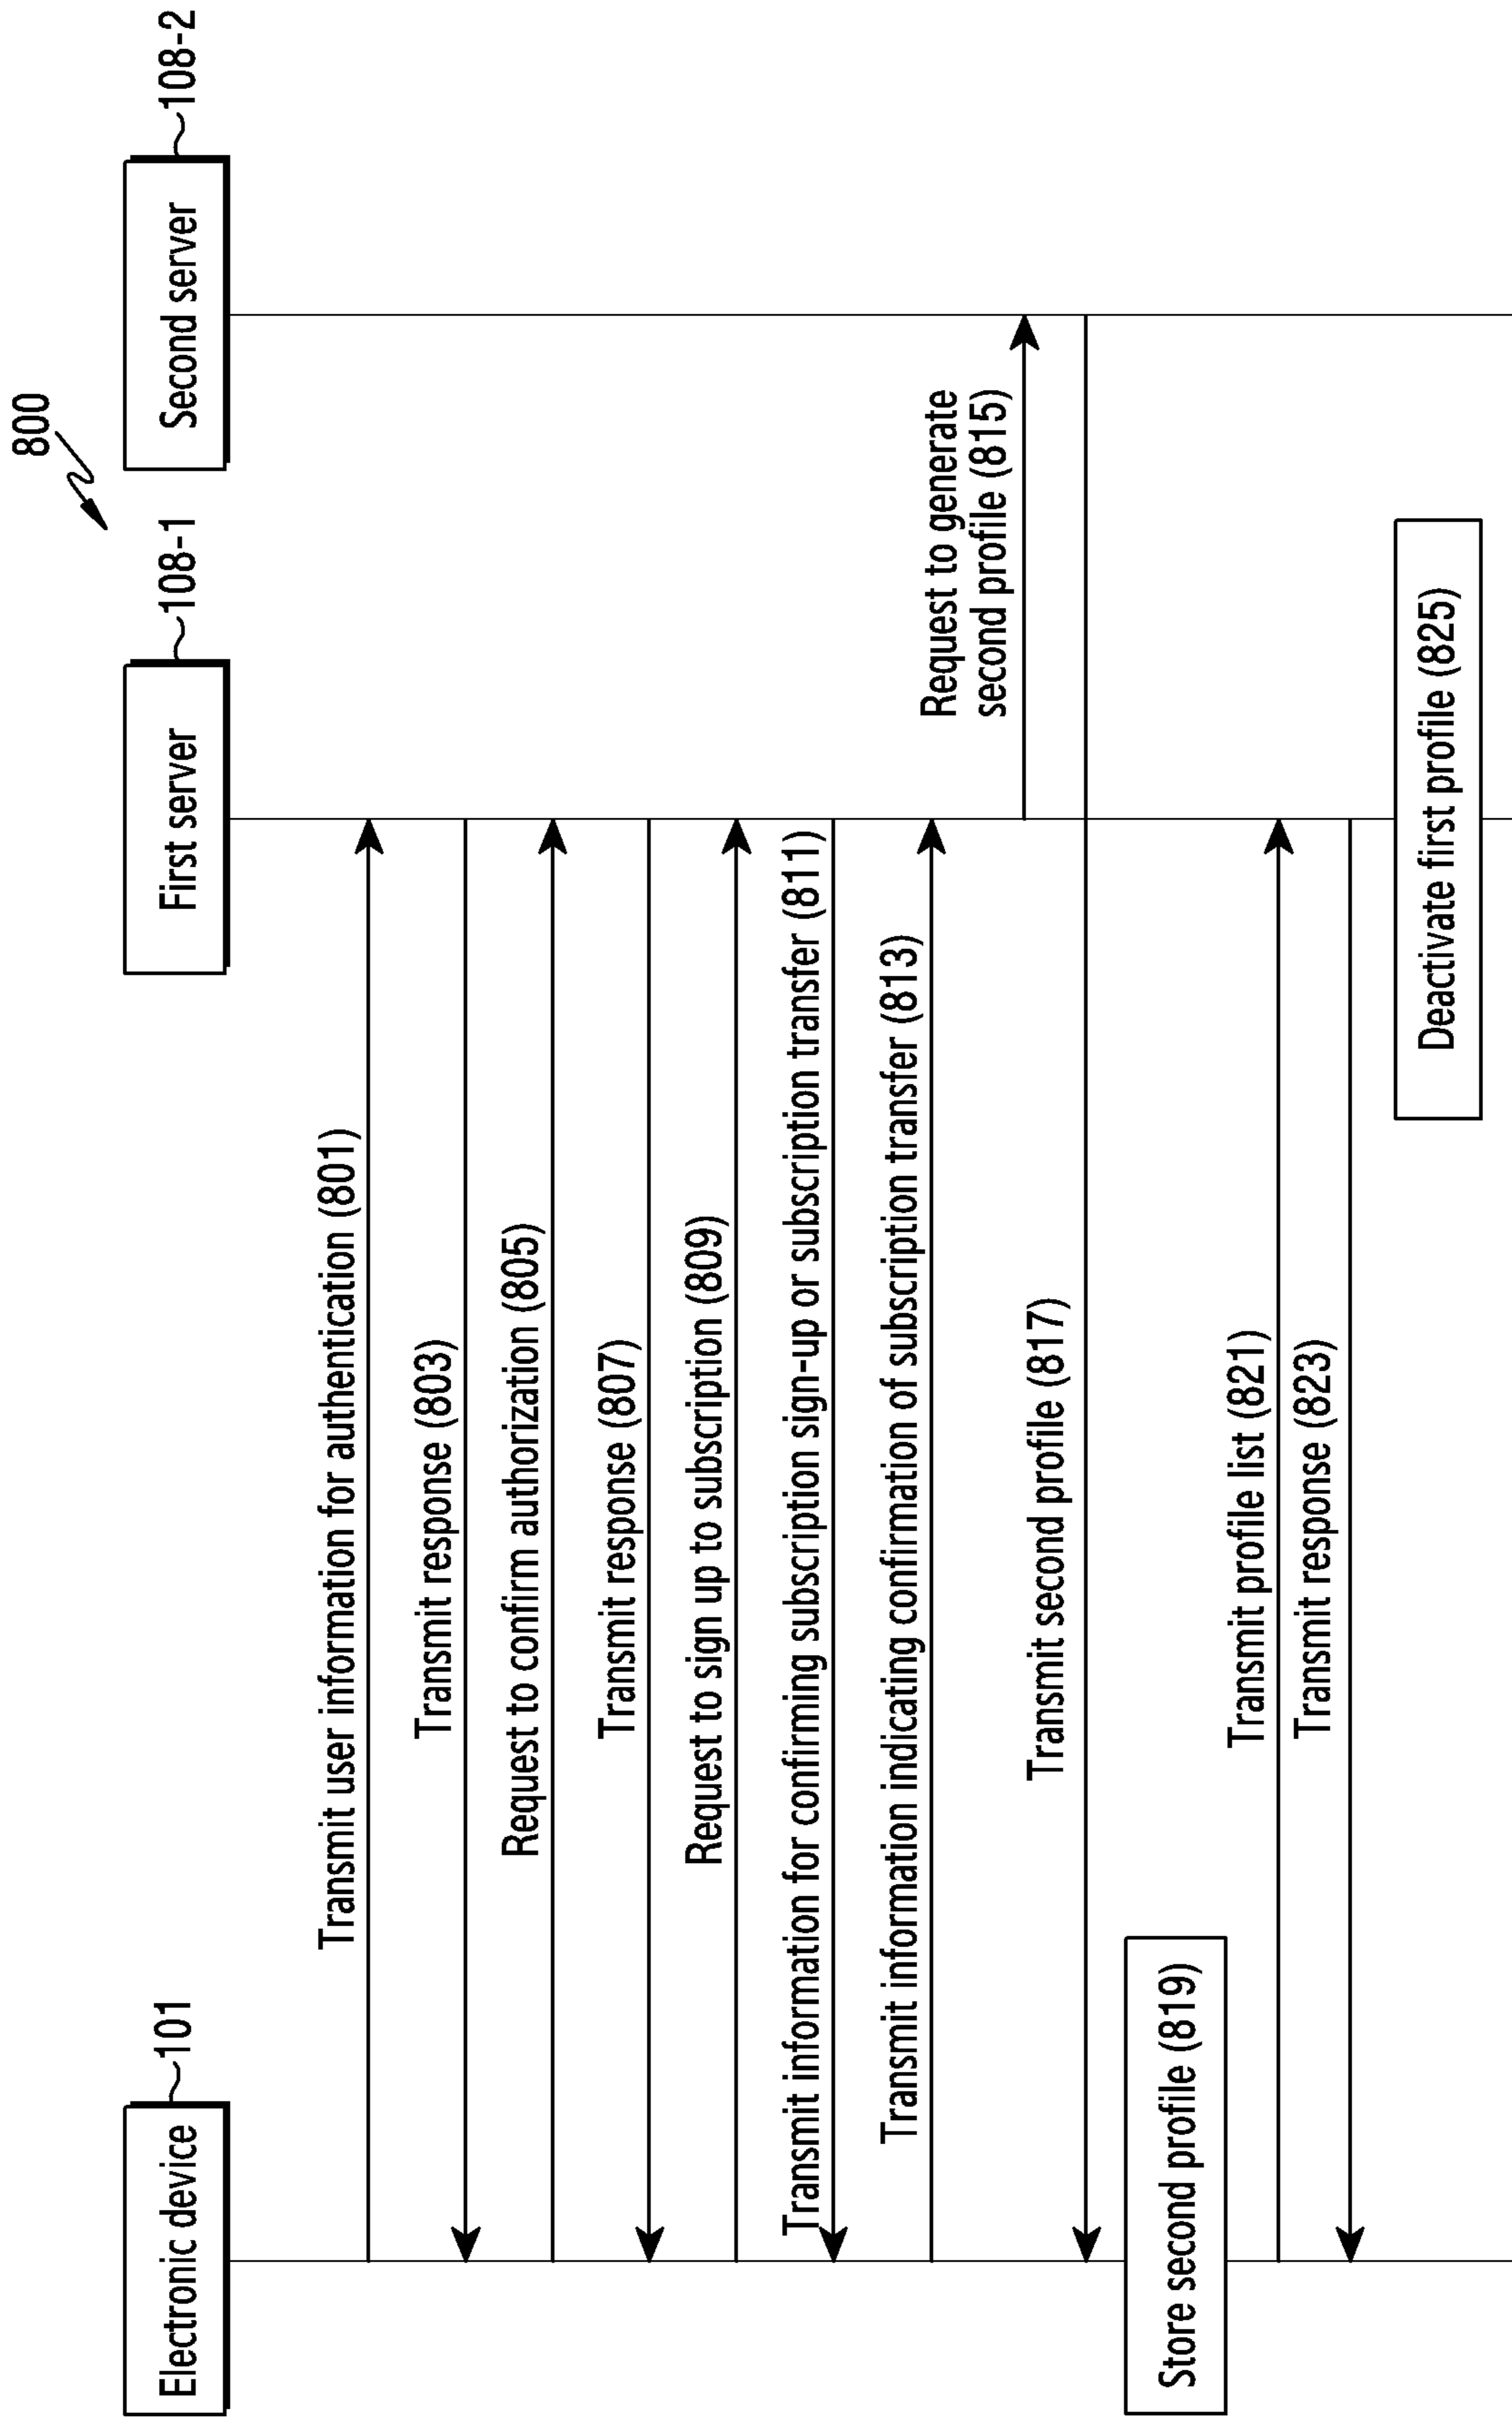 800
Electronic device
101
First server
108-1
Second server
108-2
Transmit user information for authentication (801)
Transmit response (803)
Request to confirm authorization (805)
Transmit response (807)
Request to sign up to subscription (809)
Transmit information for confirming subscription sign-up or subscription transfer (811)
Transmit information indicating confirmation of subscription transfer (813)
Request to generate
second profile (815)
Transmit second profile (817)
Store second profile (819)
Transmit profile list (821)
Transmit response (823)
Deactivate first profile (825)